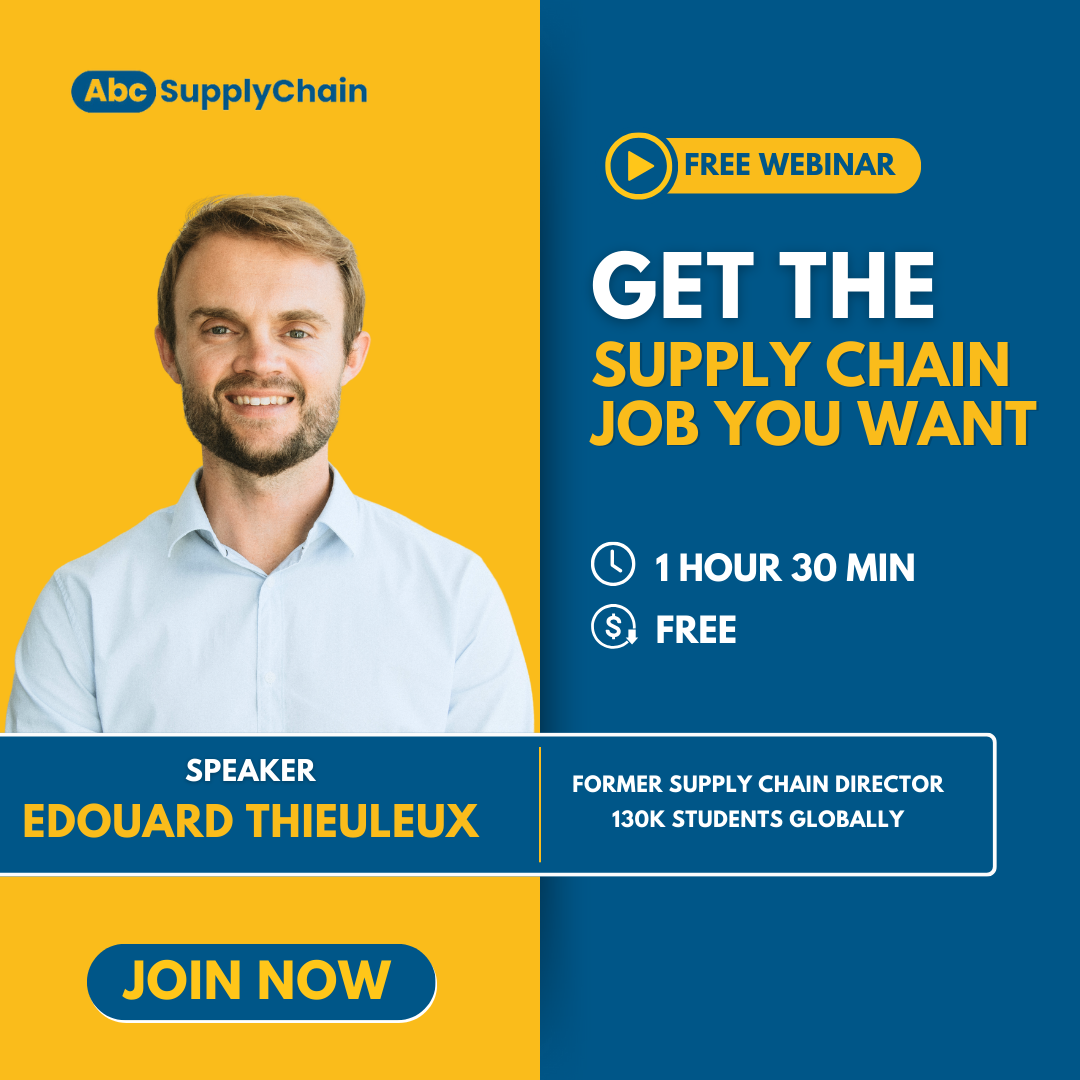 Abc SupplyChain
FREE WEBINAR
GET THE
SUPPLY CHAIN
JOB YOU WANT
1 HOUR 30 MIN
FREE
SPEAKER
EDOUARD THIEULEUX
FORMER SUPPLY CHAIN DIRECTOR
130K STUDENTS GLOBALLY
JOIN NOW